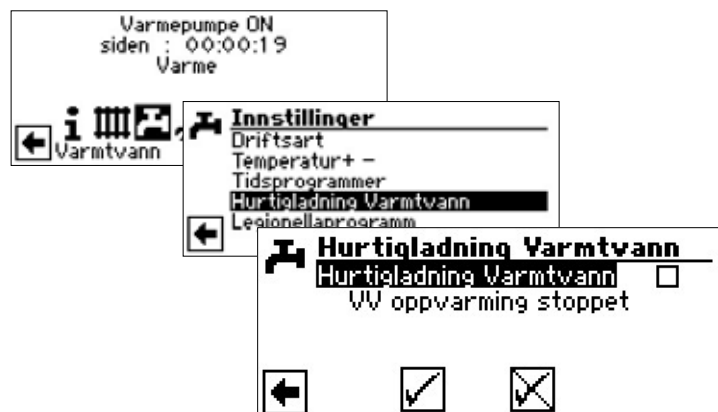 Varmepumpe ON
siden : 00:00:19
Varme
Varmtvann
Innstillinger
Driftsart
Temperatur+ -
Tidsprogrammer
Hurtigladning Varmtvann
Legionellaprogramm
Hurtigladning Varmtvann
Hurtigladning Varmtvann
VV oppvarming stoppet